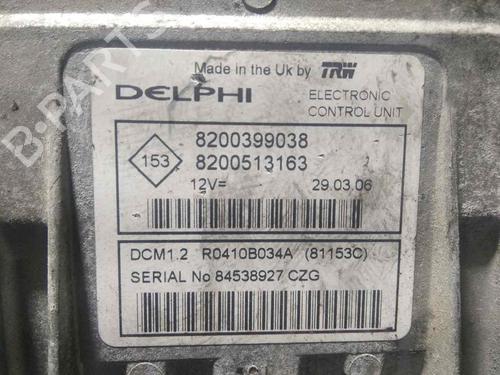 Made in the Uk by TRW
DELPHI
ELECTRONIC
CONTROL UNIT
153
8200399038
8200513163
12V=
29.03.06
DCM1.2 R0410B034A (81153C)
SERIAL No 84538927 CZG
B-PARTS